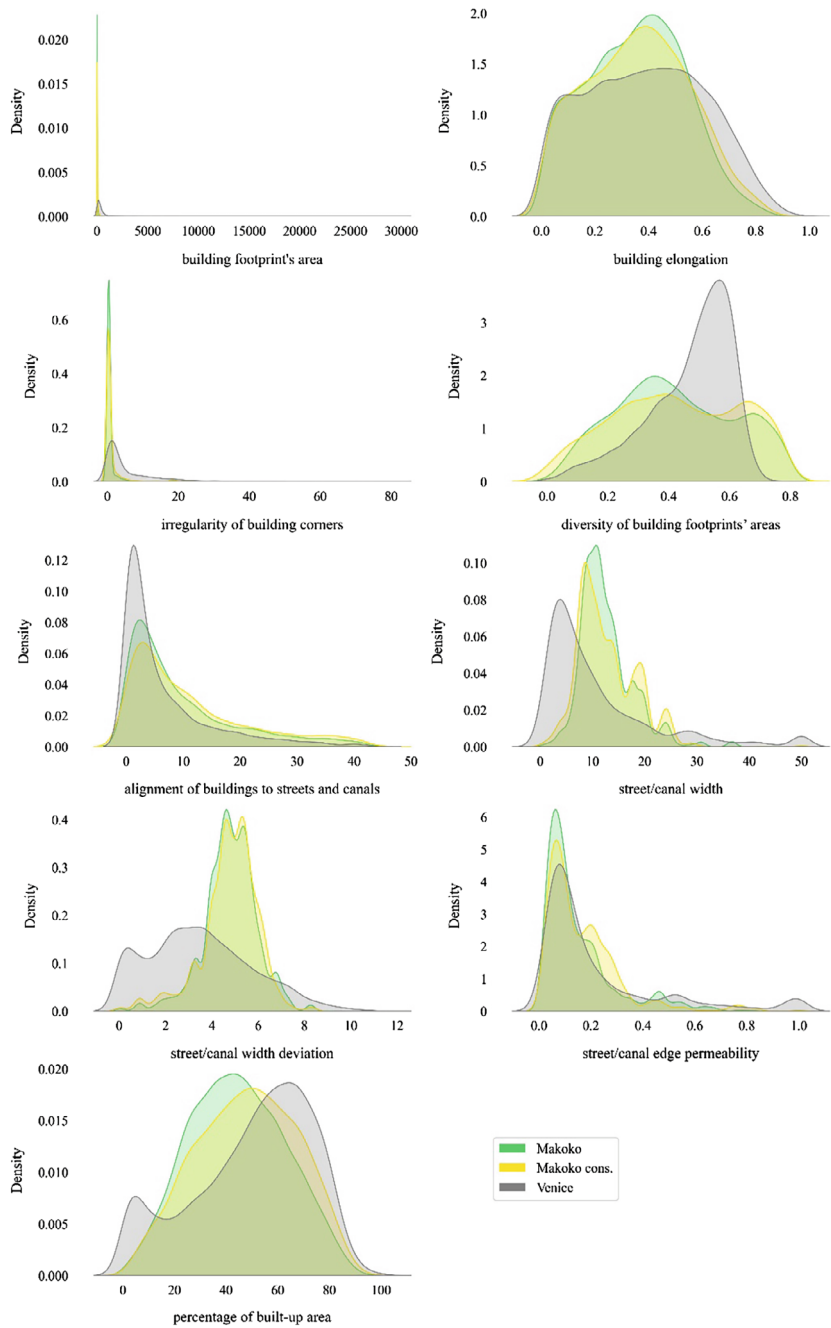 0.020
0.015
0.010
0.005
0.000
Density
0 5000 10000 15000 20000 25000 30000
building footprint's area
2.0
1.5
1.0
0.5
0.0
Density
0.0 0.2 0.4 0.6 0.8 1.0
building elongation
0.6
0.4
0.2
0.0
Density
0 20 40 60 80
irregularity of building corners
3
2
1
0
Density
0.0 0.2 0.4 0.6 0.8
diversity of building footprints’ areas
0.12
0.10
0.08
0.06
0.04
0.02
0.00
Density
0 10 20 30 40 50
alignment of buildings to streets and canals
0.10
0.08
0.06
0.04
0.02
0.00
Density
0 10 20 30 40 50
street/canal width
0.4
0.3
0.2
0.1
0.0
Density
0 2 4 6 8 10 12
street/canal width deviation
6
5
4
3
2
1
0
Density
0.0 0.2 0.4 0.6 0.8 1.0
street/canal edge permeability
0.020
0.015
0.010
0.005
0.000
Density
0 20 40 60 80 100
percentage of built-up area
Makoko
Makoko cons.
Venice